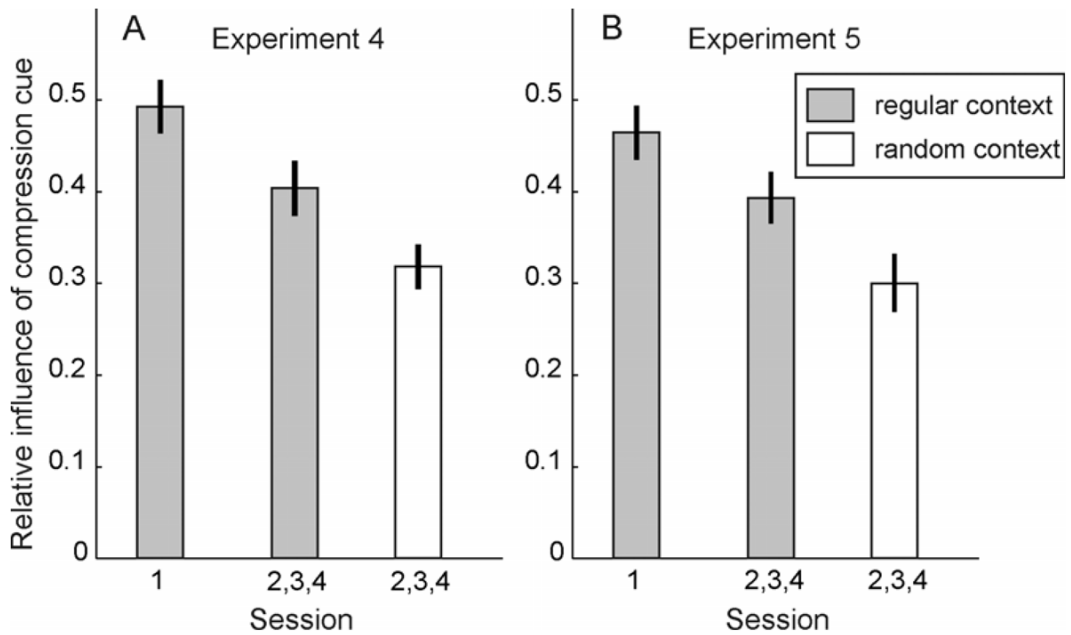 A
Experiment 4
Relative influence of compression cue
0.5
0.4
0.3
0.2
0.1
0
1
2,3,4
2,3,4
Session
B
Experiment 5
regular context
random context
0.5
0.4
0.3
0.2
0.1
0
1
2,3,4
2,3,4
Session